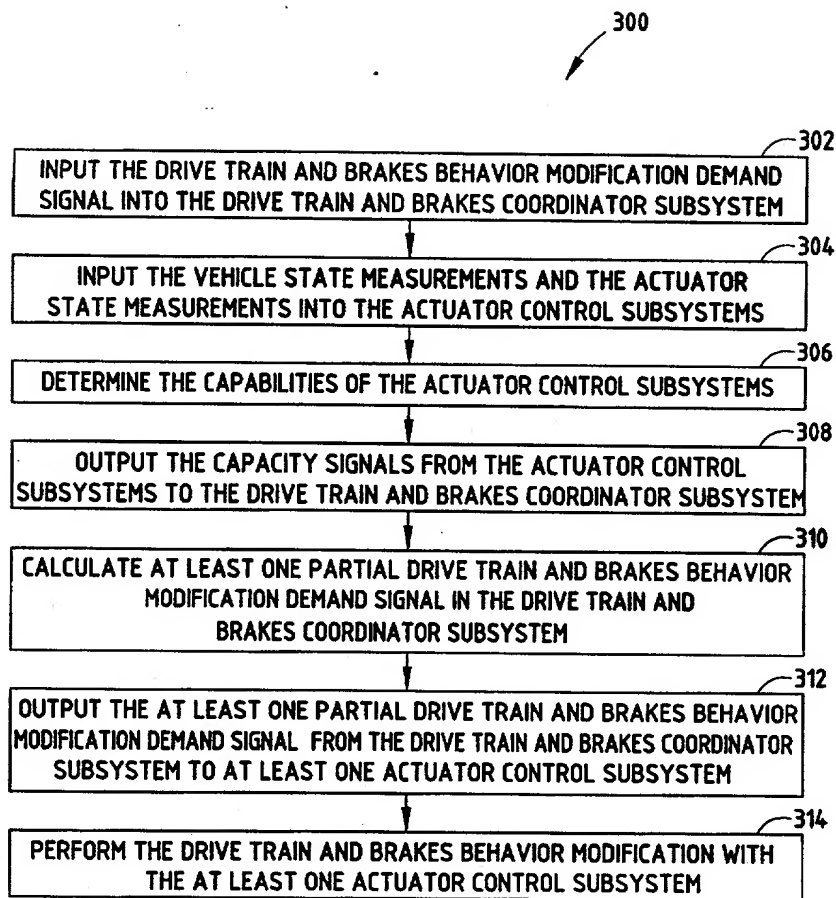 300
302
INPUT THE DRIVE TRAIN AND BRAKES BEHAVIOR MODIFICATION DEMAND
SIGNAL INTO THE DRIVE TRAIN AND BRAKES COORDINATOR SUBSYSTEM
304
INPUT THE VEHICLE STATE MEASUREMENTS AND THE ACTUATOR
STATE MEASUREMENTS INTO THE ACTUATOR CONTROL SUBSYSTEMS
306
DETERMINE THE CAPABILITIES OF THE ACTUATOR CONTROL SUBSYSTEMS
308
OUTPUT THE CAPACITY SIGNALS FROM THE ACTUATOR CONTROL
SUBSYSTEMS TO THE DRIVE TRAIN AND BRAKES COORDINATOR SUBSYSTEM
310
CALCULATE AT LEAST ONE PARTIAL DRIVE TRAIN AND BRAKES BEHAVIOR
MODIFICATION DEMAND SIGNAL IN THE DRIVE TRAIN AND
BRAKES COORDINATOR SUBSYSTEM
312
OUTPUT THE AT LEAST ONE PARTIAL DRIVE TRAIN AND BRAKES BEHAVIOR
MODIFICATION DEMAND SIGNAL FROM THE DRIVE TRAIN AND BRAKES COORDINATOR
SUBSYSTEM TO AT LEAST ONE ACTUATOR CONTROL SUBSYSTEM
314
PERFORM THE DRIVE TRAIN AND BRAKES BEHAVIOR MODIFICATION WITH
THE AT LEAST ONE ACTUATOR CONTROL SUBSYSTEM